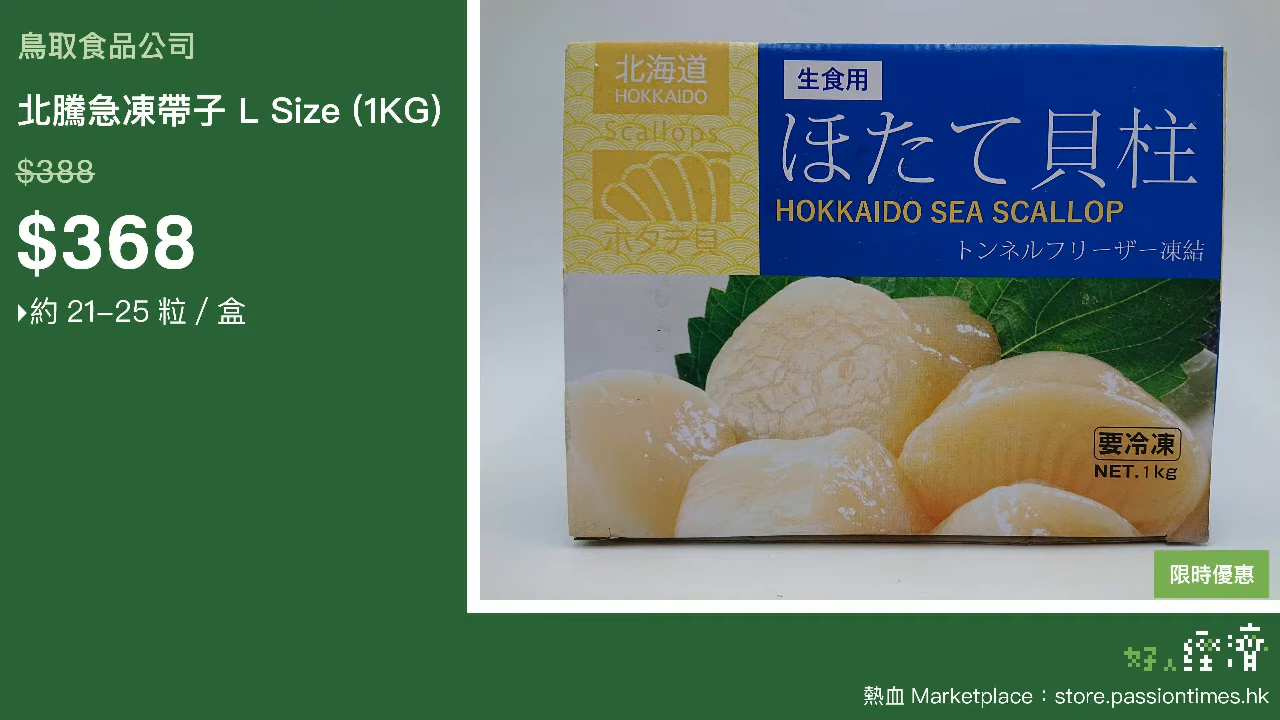 鳥取食品公司
北騰急凍帶子 L Size (1KG)
$388
$368
約 21–25 粒 / 盒
北海道
HOKKAIDO
Scallops
ホタテ貝
生食用
ほたて貝柱
HOKKAIDO SEA SCALLOP
トンネルフリーザー凍結
要冷凍
NET.1kg
限時優惠
好人經濟
熱血 Marketplace：store.passiontimes.hk